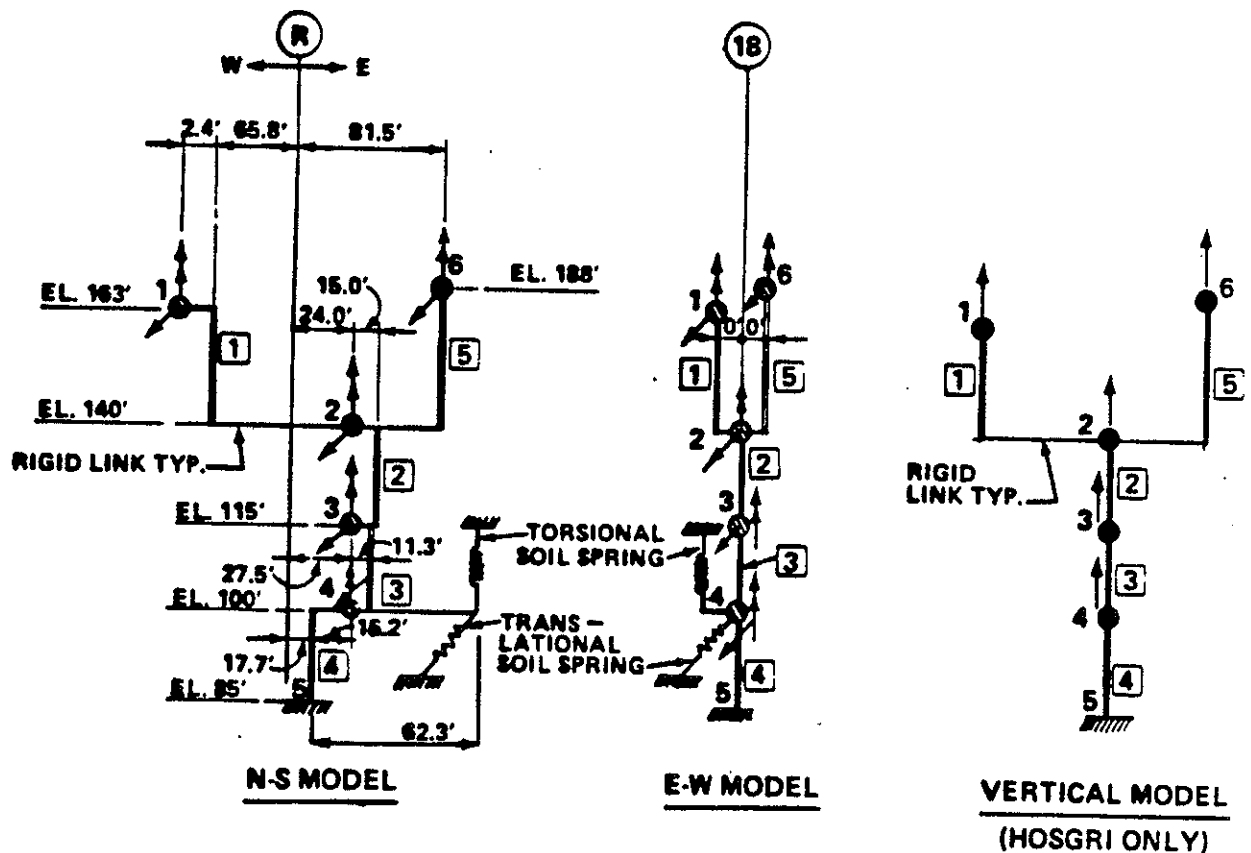 R
W E
2.4' 65.8' 81.5'
1
EL. 163'
6
EL. 188'
15.0'
24.0'
1
5
EL. 140'
2
RIGID LINK TYP.
2
3
EL. 115'
11.3'
TORSIONAL
SOIL SPRING
27.5'
4
3
EL. 100'
15.2'
TRANS –
LATIONAL
SOIL SPRING
17.7'
4
EL. 85'
5
62.3'
N-S MODEL
18
1
6
0' 0'
1
5
2
2
3
3
4
4
5
E-W MODEL
1
6
1
5
2
RIGID
LINK TYP.
2
3
3
4
4
5
VERTICAL MODEL
(HOSGRI ONLY)